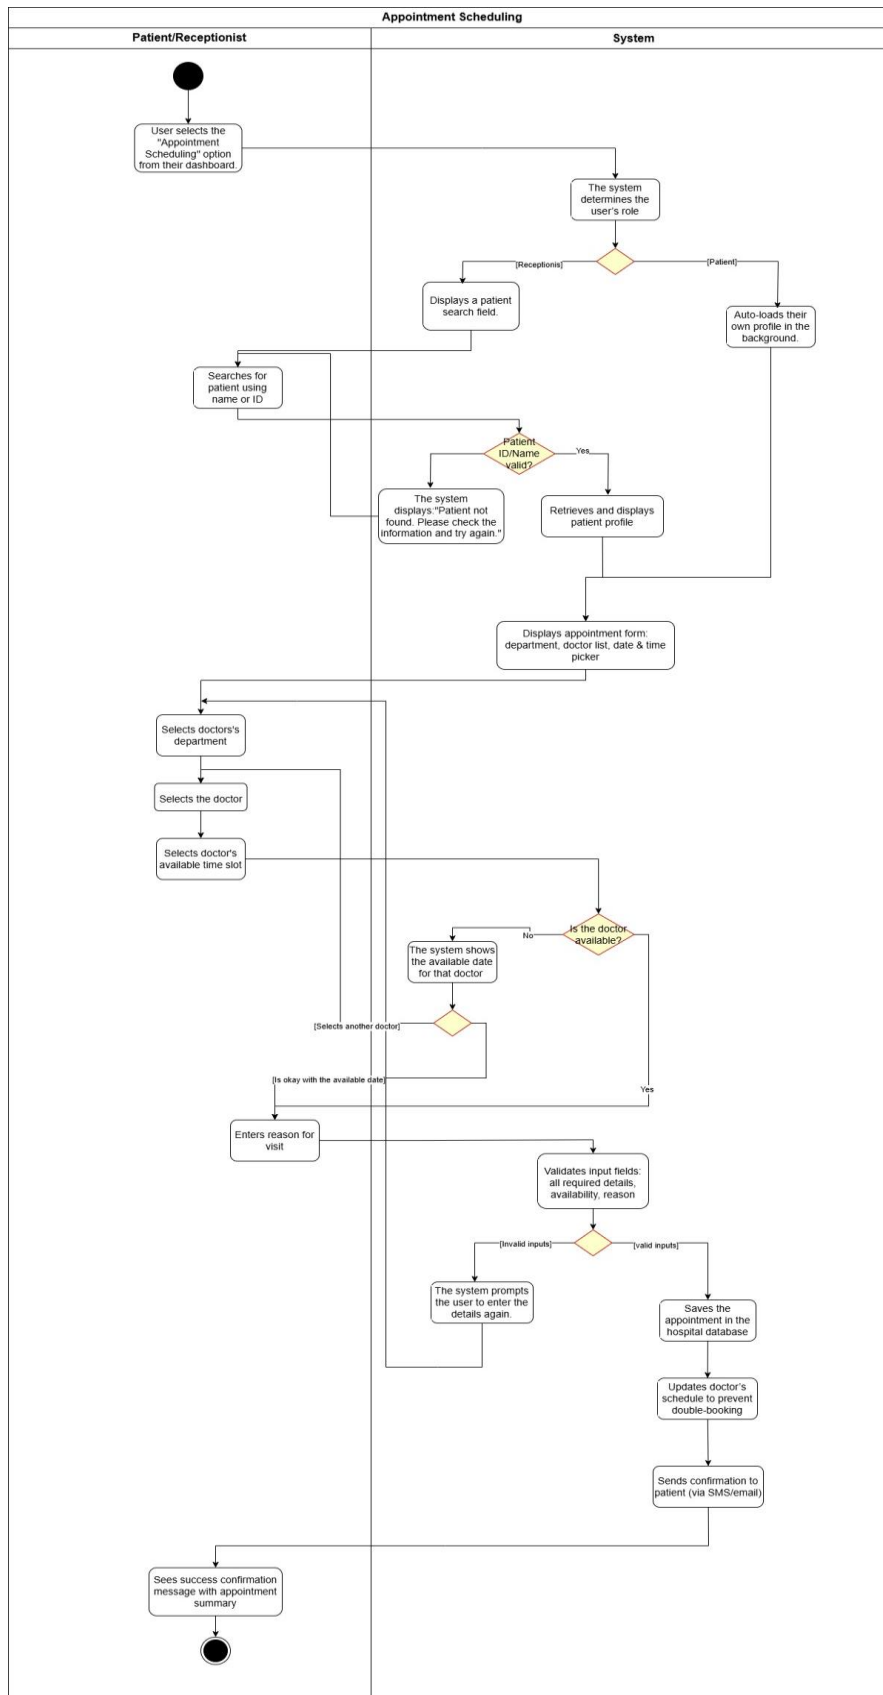 Appointment Scheduling
Patient/Receptionist
System
User selects the
"Appointment
Scheduling" option
from their dashboard.
The system
determines the
user's role
[Receptionis]
[Patient]
Displays a patient
search field.
Auto-loads their
own profile in the
background.
Searches for
patient using
name or ID
Patient
ID/Name
valid?
Yes
The system
displays:"Patient not
found. Please check the
information and try again."
Retrieves and displays
patient profile
Displays appointment form:
department, doctor list, date & time
picker
Selects doctors's
department
Selects the doctor
Selects doctor's
available time slot
Is the doctor
available?
No
The system shows
the available date
for that doctor
[Selects another doctor]
[Is okay with the available date]
Yes
Enters reason for
visit
Validates input fields:
all required details,
availability, reason
[Invalid inputs]
[valid inputs]
The system prompts
the user to enter the
details again.
Saves the
appointment in the
hospital database
Updates doctor's
schedule to prevent
double-booking
Sends confirmation to
patient (via SMS/email)
Sees success confirmation
message with appointment
summary